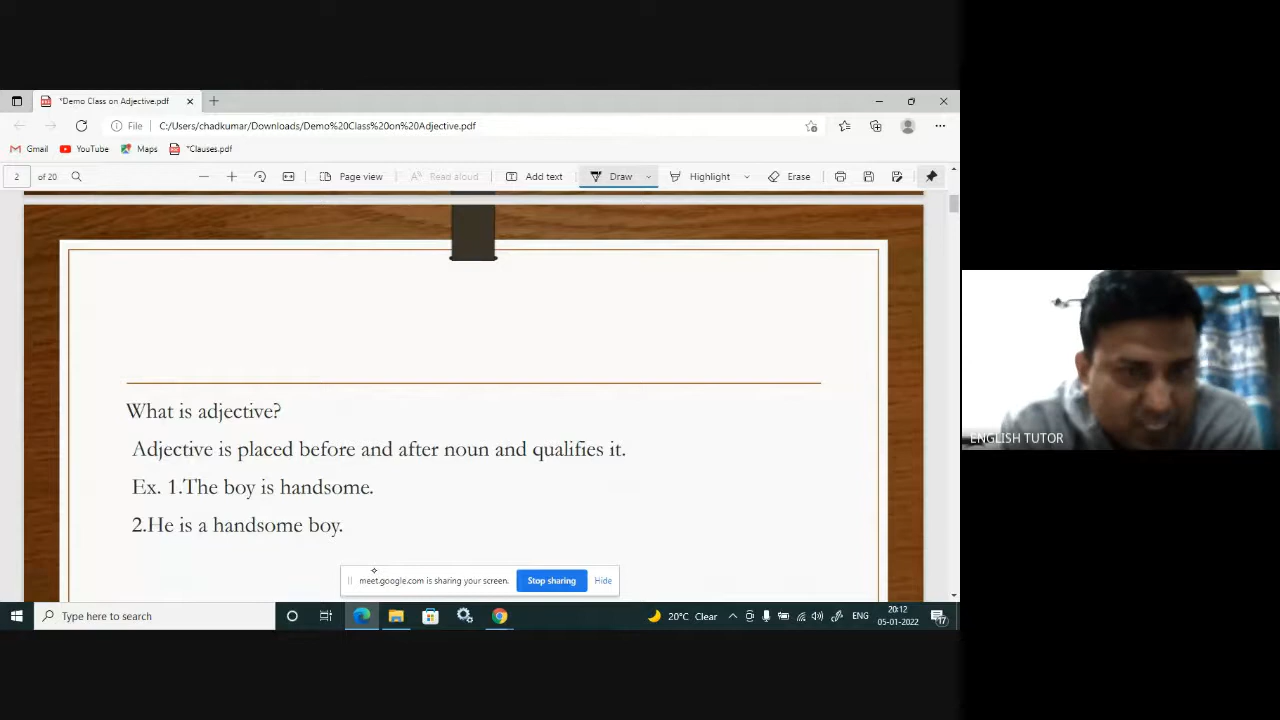 *Demo Class on Adjective.pdf
File C:/Users/chadkumar/Downloads/Demo%20Class%20on%20Adjective.pdf
Gmail YouTube Maps *Clauses.pdf
2 of 20 Page view Read aloud Add text Draw Highlight Erase
What is adjective?
Adjective is placed before and after noun and qualifies it.
Ex. 1.The boy is handsome.
2.He is a handsome boy.
meet.google.com is sharing your screen. Stop sharing Hide
ENGLISH TUTOR
Type here to search 20°C Clear ENG 20:12
05-01-2022 17